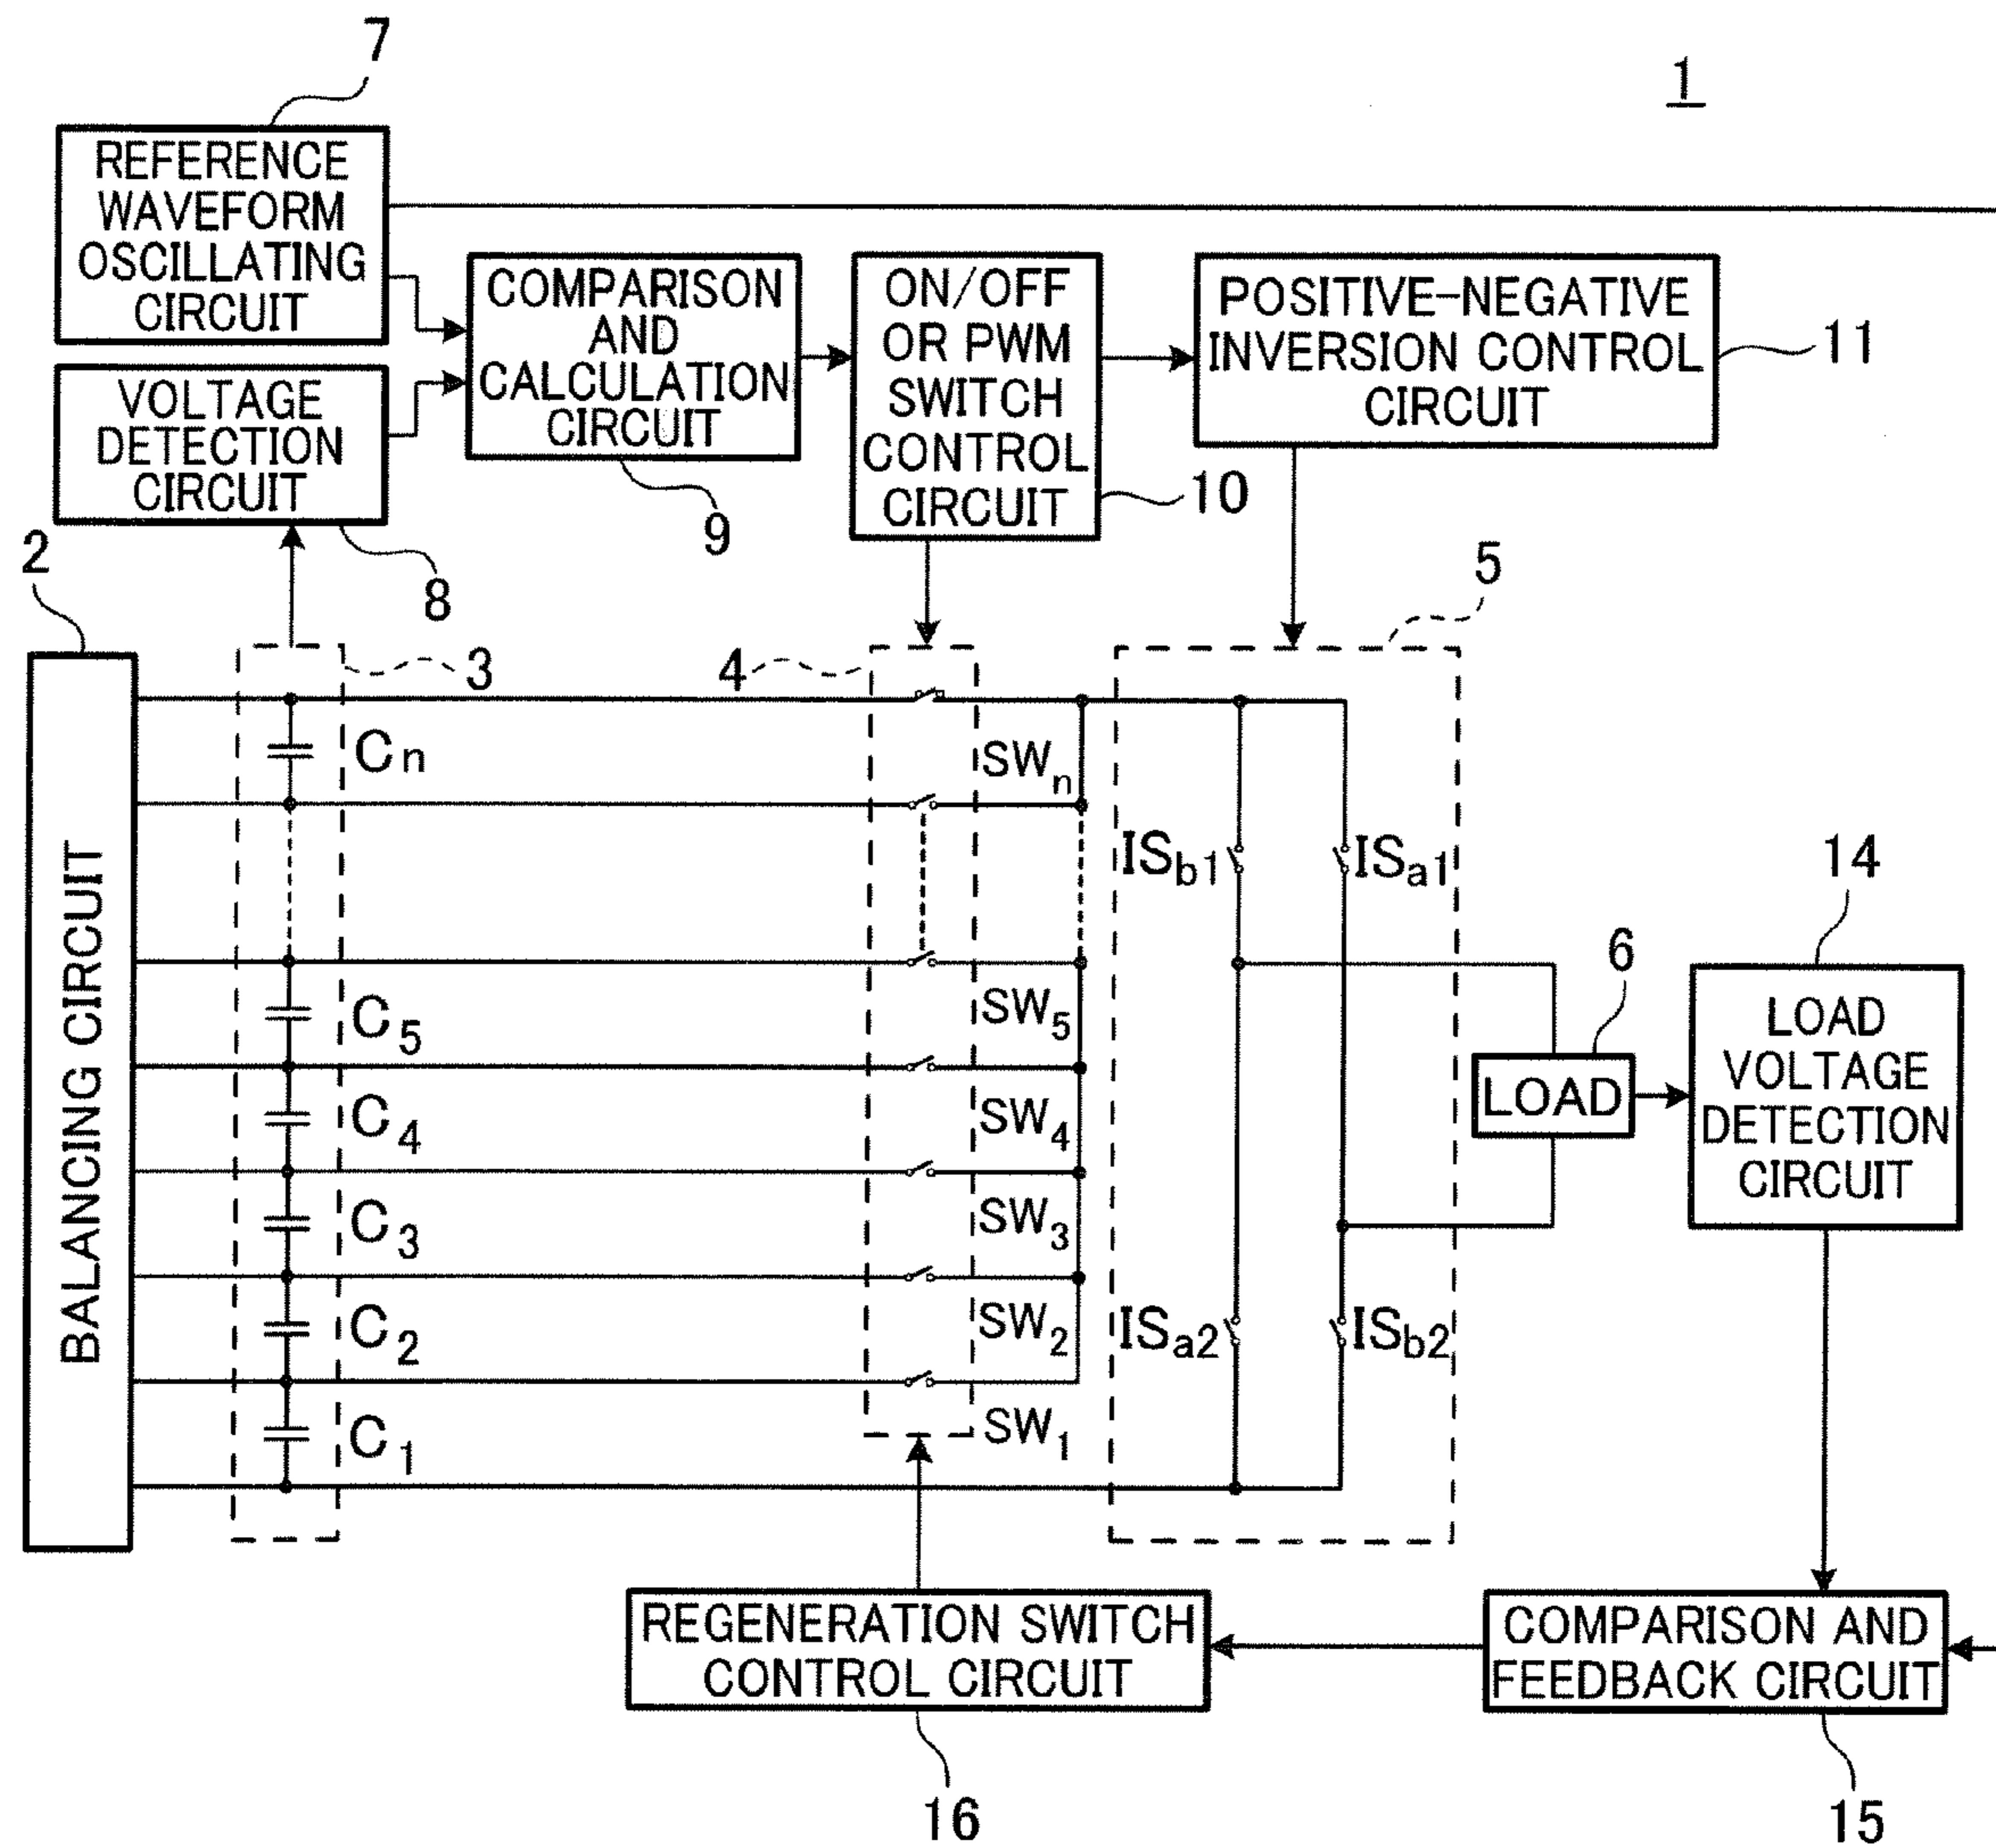 7
1
REFERENCE
WAVEFORM
OSCILLATING
CIRCUIT
COMPARISON
AND
CALCULATION
CIRCUIT
ON/OFF
OR PWM
SWITCH
CONTROL
CIRCUIT
POSITIVE-NEGATIVE
INVERSION CONTROL
CIRCUIT
11
VOLTAGE
DETECTION
CIRCUIT
10
9
2
8
5
3
4
BALANCING CIRCUIT
Cn
SWn
ISb1
ISa1
14
6
C5
SW5
LOAD
LOAD
VOLTAGE
DETECTION
CIRCUIT
C4
SW4
C3
SW3
C2
SW2
ISa2
ISb2
C1
SW1
REGENERATION SWITCH
CONTROL CIRCUIT
COMPARISON AND
FEEDBACK CIRCUIT
16
15